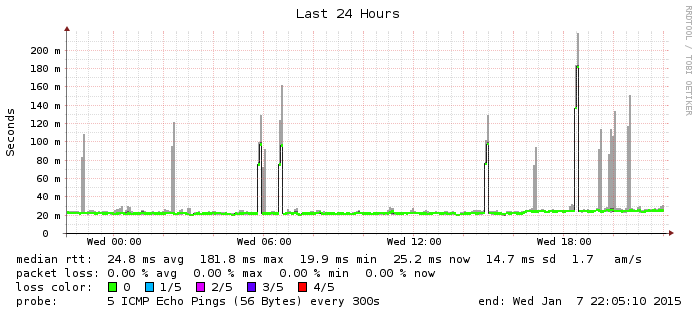 Last 24 Hours
RRDTOOL / TOBI OETIKER
Seconds
200 m
180 m
160 m
140 m
120 m
100 m
80 m
60 m
40 m
20 m
0
Wed 00:00 Wed 06:00 Wed 12:00 Wed 18:00
median rtt: 24.8 ms avg 181.8 ms max 19.9 ms min 25.2 ms now 14.7 ms sd 1.7 am/s
packet loss: 0.00 % avg 0.00 % max 0.00 % min 0.00 % now
loss color: 0 1/5 2/5 3/5 4/5
probe: 5 ICMP Echo Pings (56 Bytes) every 300s end: Wed Jan 7 22:05:10 2015